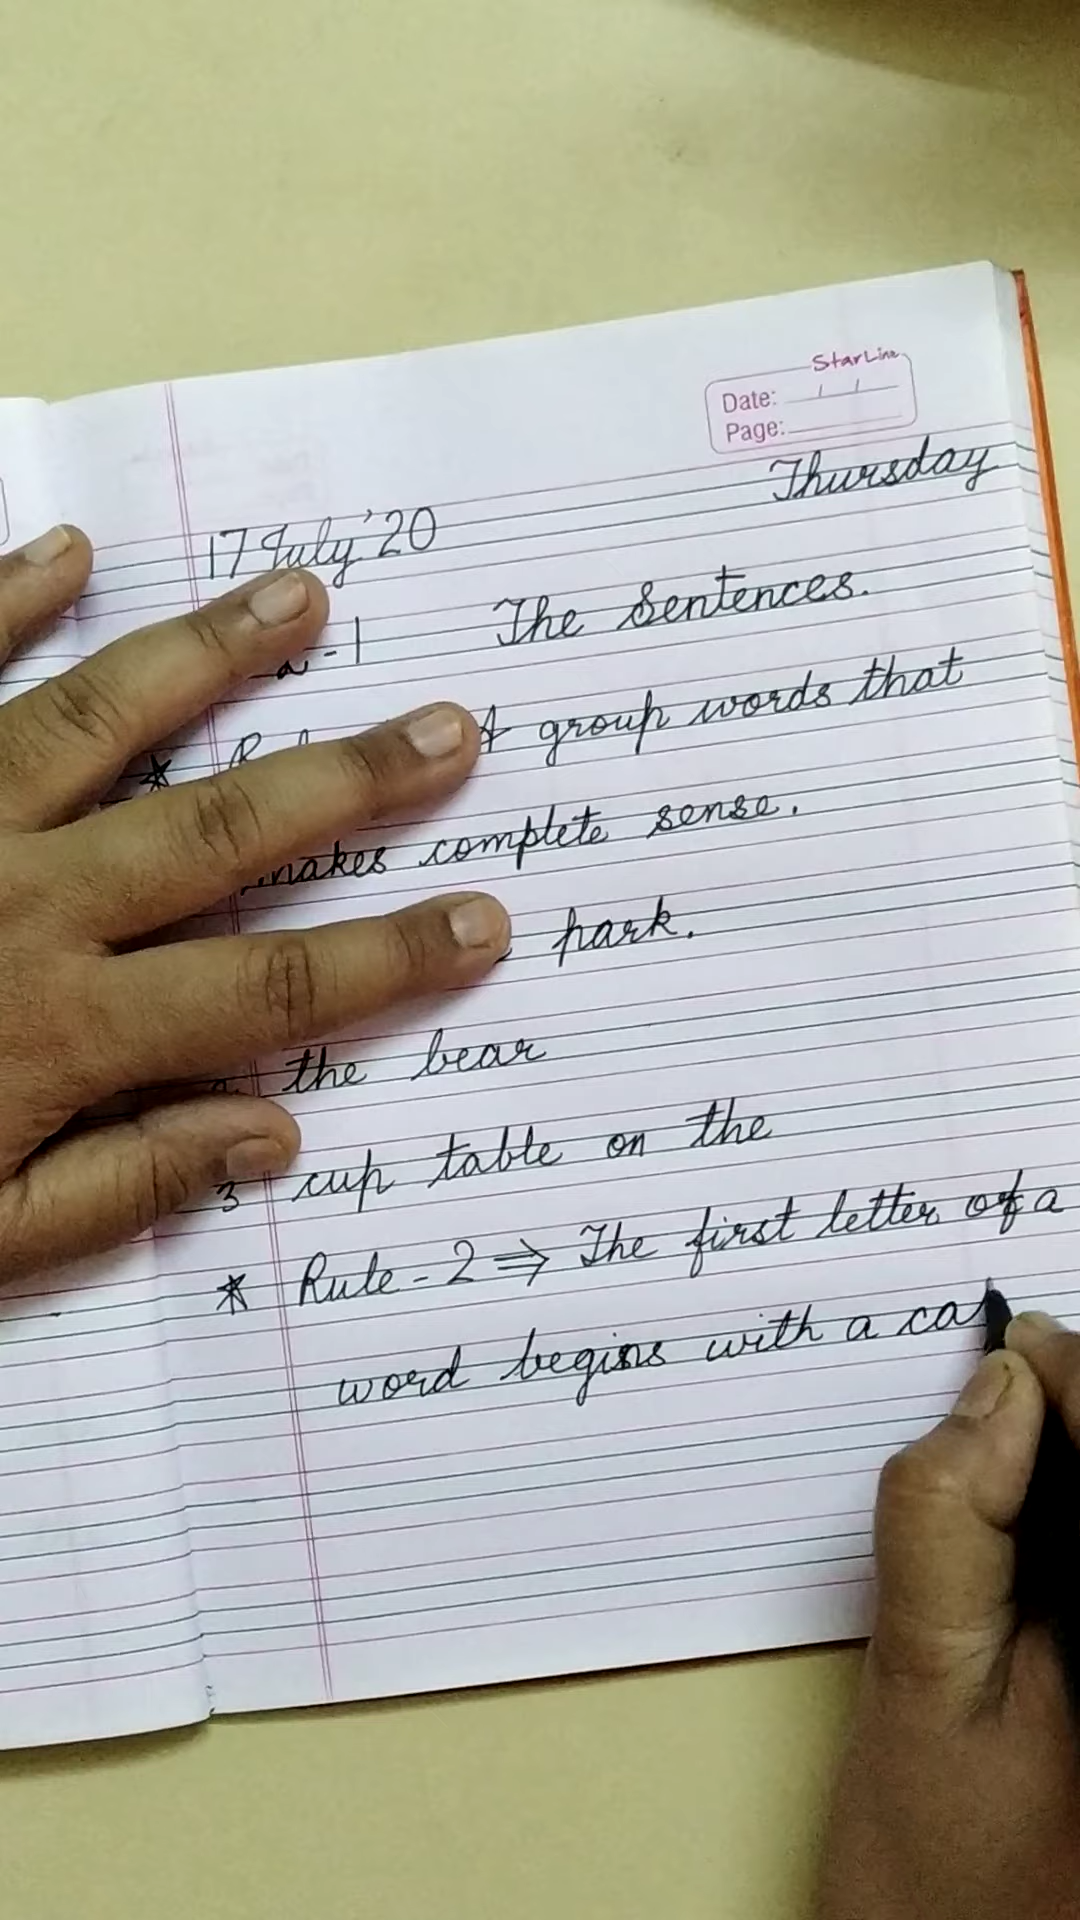 StarLine
Date: / /
Page:
Thursday
17 July '20
-1 The Sentences.
* A group words that
makes complete sense.
park.
the bear
3 cup table on the
* Rule-2 ⇒ The first letter of a
word begins with a ca